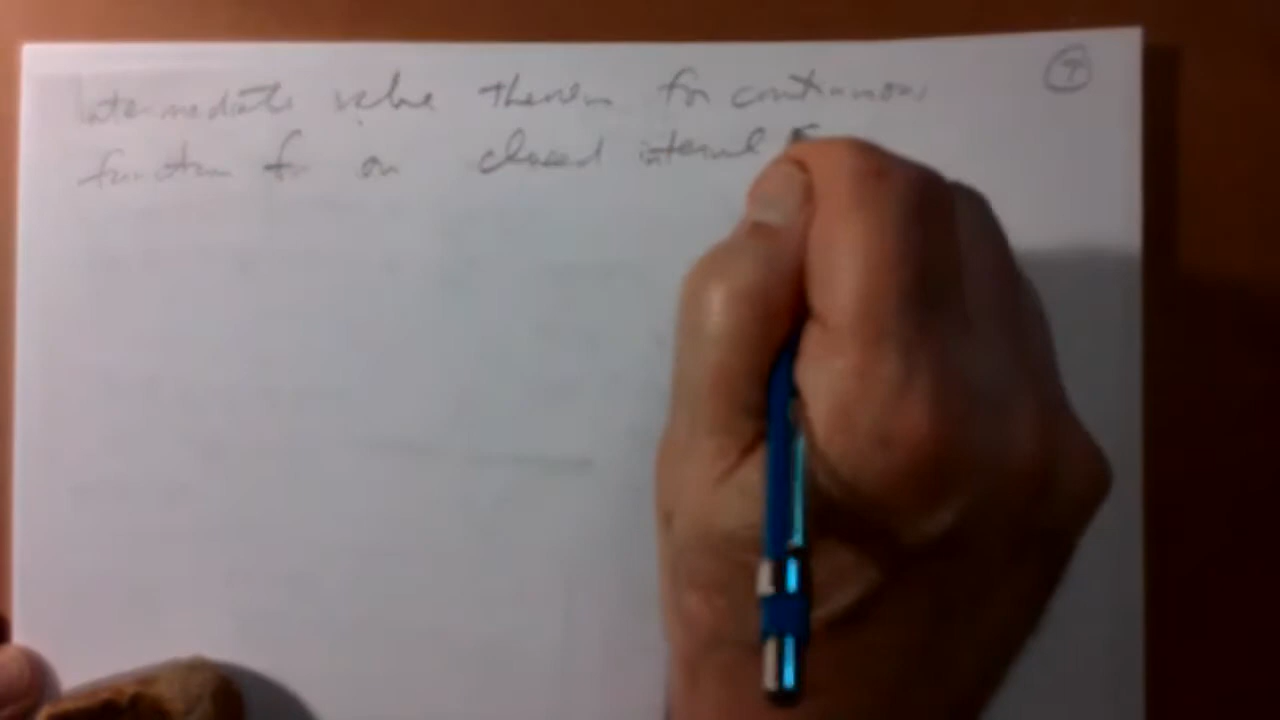 Intermediate value theorem for continuous
function f on closed interval [